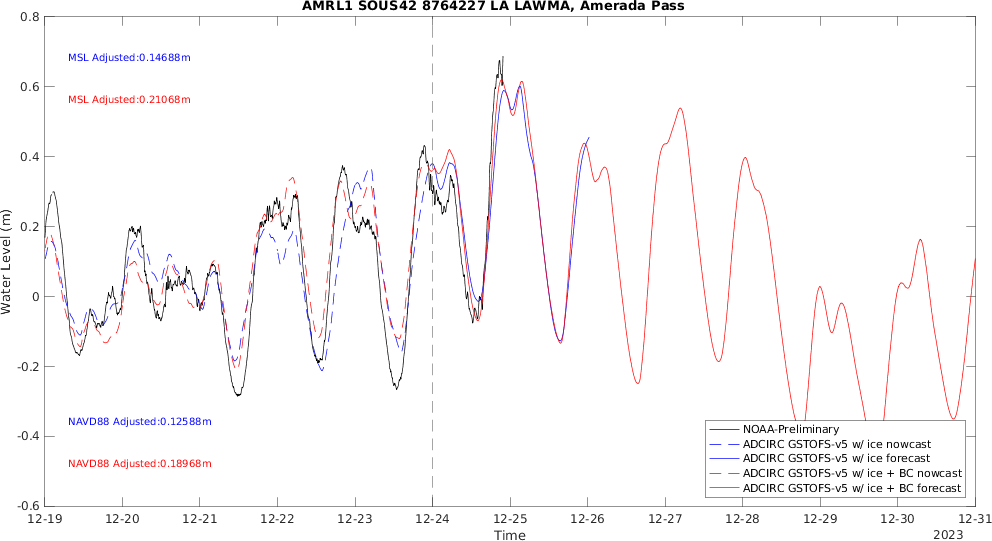 AMRL1 SOUS42 8764227 LA LAWMA, Amerada Pass
MSL Adjusted:0.14688m
MSL Adjusted:0.21068m
NAVD88 Adjusted:0.12588m
NAVD88 Adjusted:0.18968m
Water Level (m)
0.8
0.6
0.4
0.2
0
-0.2
-0.4
-0.6
NOAA-Preliminary
ADCIRC GSTOFS-v5 w/ ice nowcast
ADCIRC GSTOFS-v5 w/ ice forecast
ADCIRC GSTOFS-v5 w/ ice + BC nowcast
ADCIRC GSTOFS-v5 w/ ice + BC forecast
12-19 12-20 12-21 12-22 12-23 12-24 12-25 12-26 12-27 12-28 12-29 12-30 12-31
Time
2023